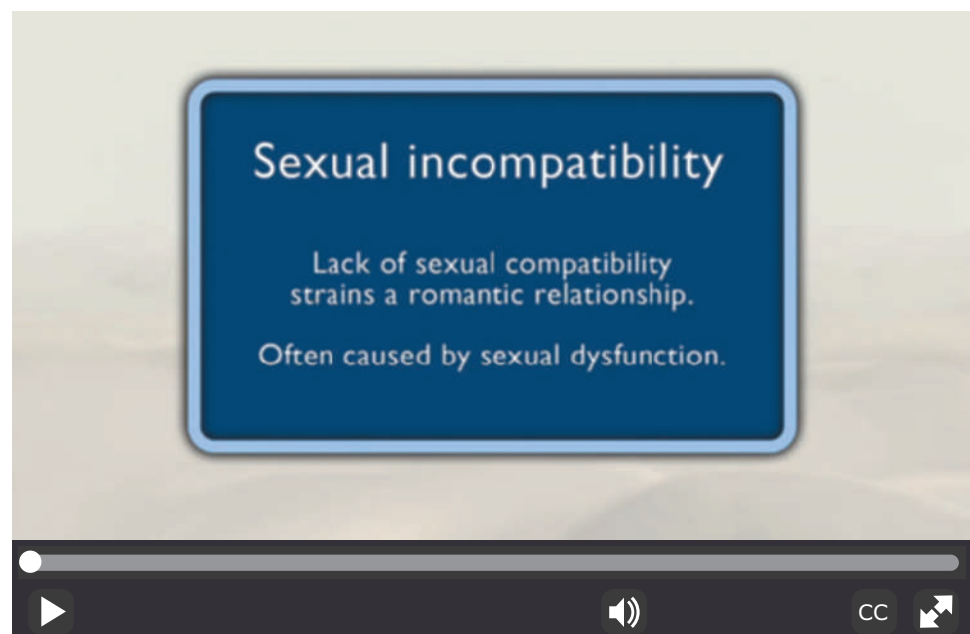 Sexual incompatibility
Lack of sexual compatibility
strains a romantic relationship.
Often caused by sexual dysfunction.
CC